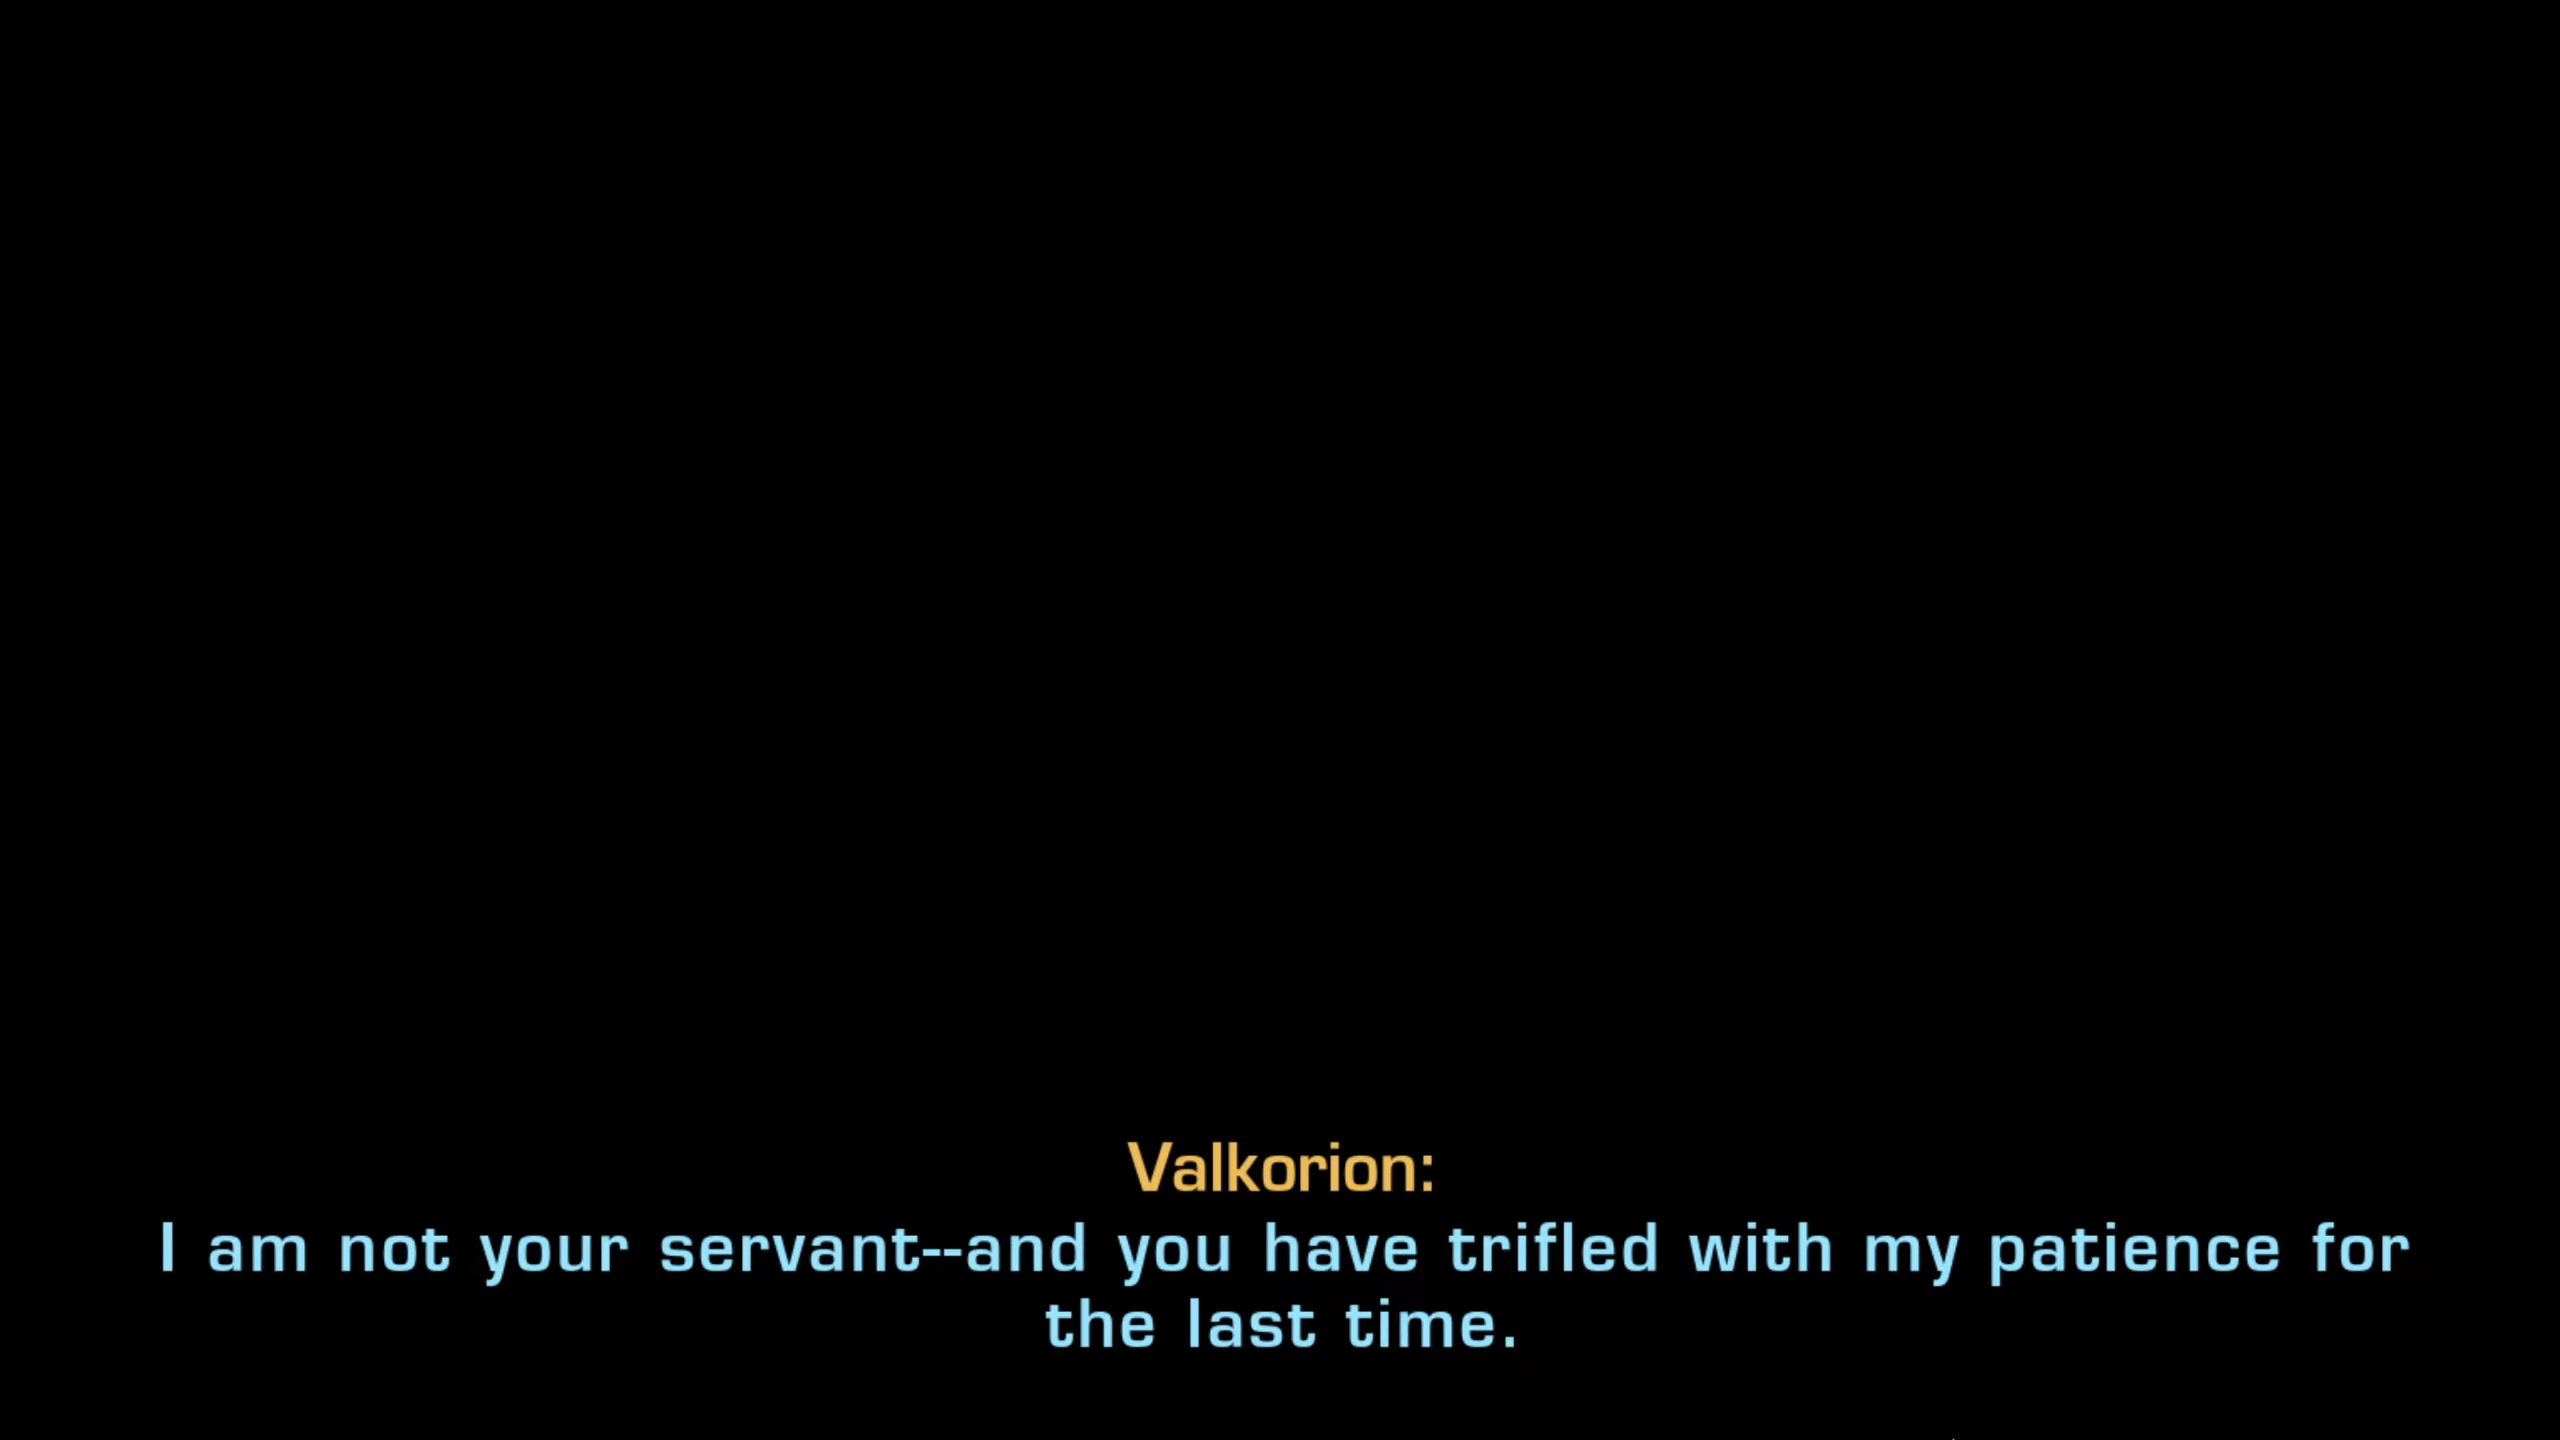 Valkorion:
I am not your servant--and you have trifled with my patience for
the last time.